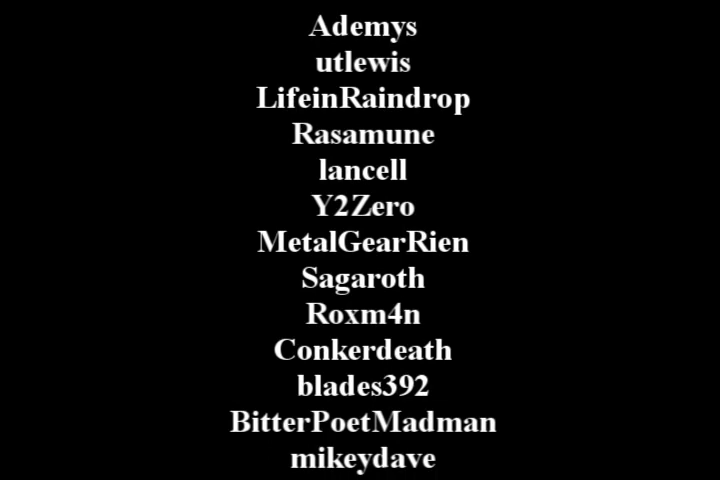 Ademys
utlewis
LifeinRaindrop
Rasamune
lancell
Y2Zero
MetalGearRien
Sagaroth
Roxm4n
Conkerdeath
blades392
BitterPoetMadman
mikeydave